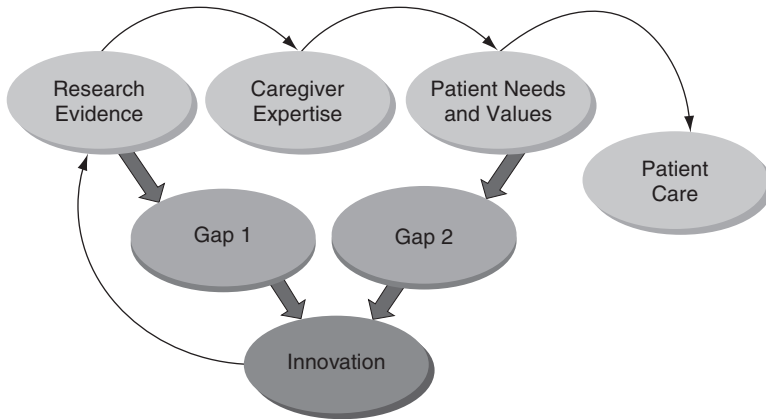 Research
Evidence
Caregiver
Expertise
Patient Needs
and Values
Patient
Care
Gap 1
Gap 2
Innovation